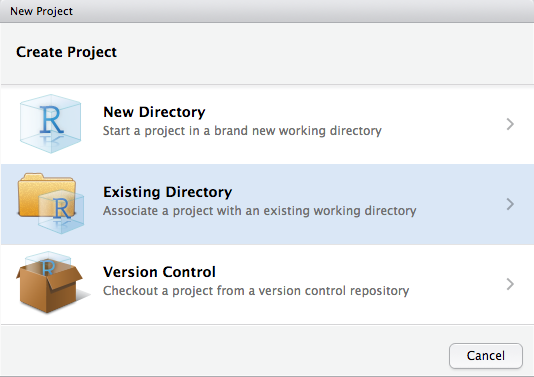 New Project
Create Project
New Directory
Start a project in a brand new working directory
Existing Directory
Associate a project with an existing working directory
Version Control
Checkout a project from a version control repository
Cancel